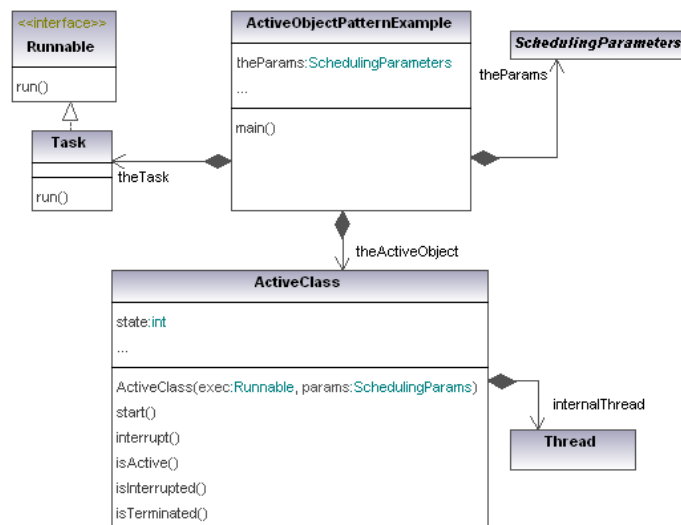 <<interface>>
Runnable
run()
Task
run()
theTask
ActiveObjectPatternExample
theParams:SchedulingParameters
...
main()
SchedulingParameters
theParams
theActiveObject
ActiveClass
state:int
...
ActiveClass(exec:Runnable, params:SchedulingParams)
start()
interrupt()
isActive()
isInterrupted()
isTerminated()
internalThread
Thread